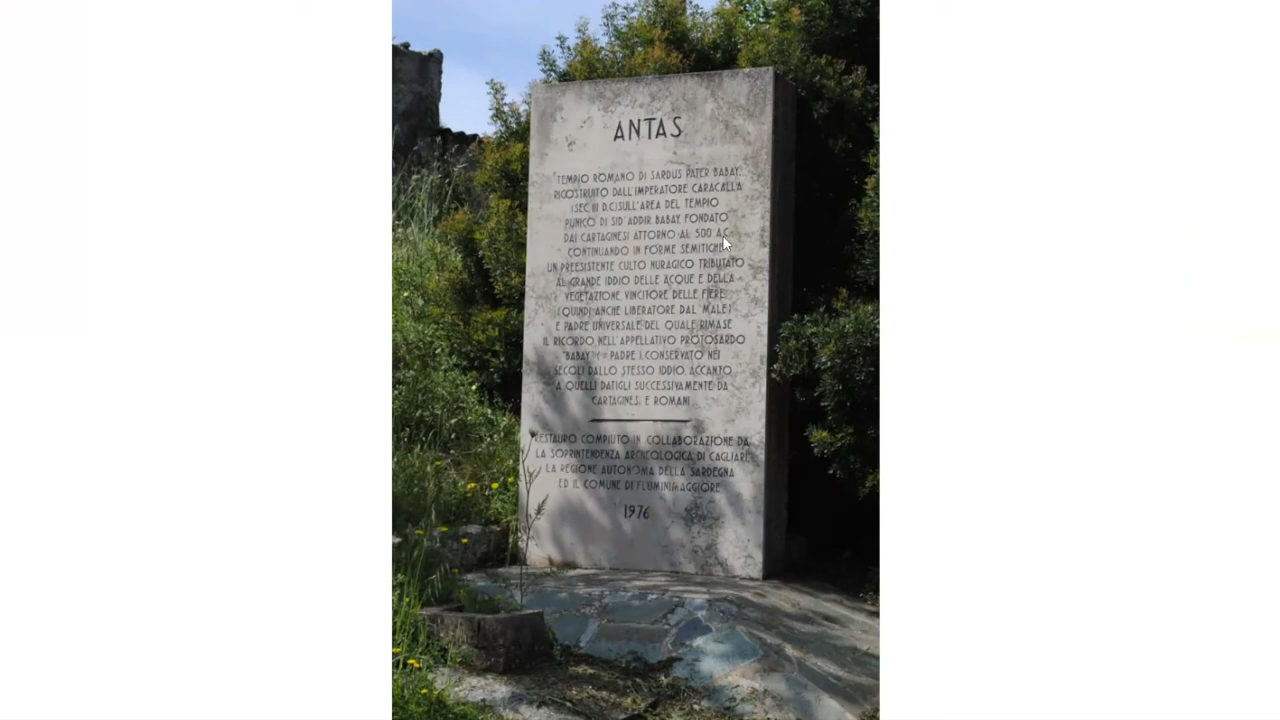 ANTAS
"TEMPIO ROMANO DI SARDUS PATER BABAY,
RICOSTRUITO DALL'IMPERATORE CARACALLA
(SEC. III D.C.) SULL'AREA DEL TEMPIO
PUNICO DI SID ADDIR BABAY, FONDATO
DAI CARTAGINESI ATTORNO AL 500 A.C.
CONTINUANDO IN FORME SEMITICHE
UN PREESISTENTE CULTO NURAGICO TRIBUTATO
AL GRANDE IDDIO DELLE ACQUE E DELLA
VEGETAZIONE VINCITORE DELLE FIERE
(QUINDI ANCHE LIBERATORE DAL MALE)
E PADRE UNIVERSALE, DEL QUALE RIMASE
IL RICORDO NELL'APPELLATIVO PROTOSARDO
"BABAY" (= PADRE), CONSERVATO NEI
SECOLI DALLO STESSO IDDIO, ACCANTO
A QUELLI DATIGLI SUCCESSIVAMENTE DA
CARTAGINESI E ROMANI
RESTAURO COMPIUTO IN COLLABORAZIONE DA
LA SOPRINTENDENZA ARCHEOLOGICA DI CAGLIARI,
LA REGIONE AUTONOMA DELLA SARDEGNA
ED IL COMUNE DI FLUMINIMAGGIORE
1976